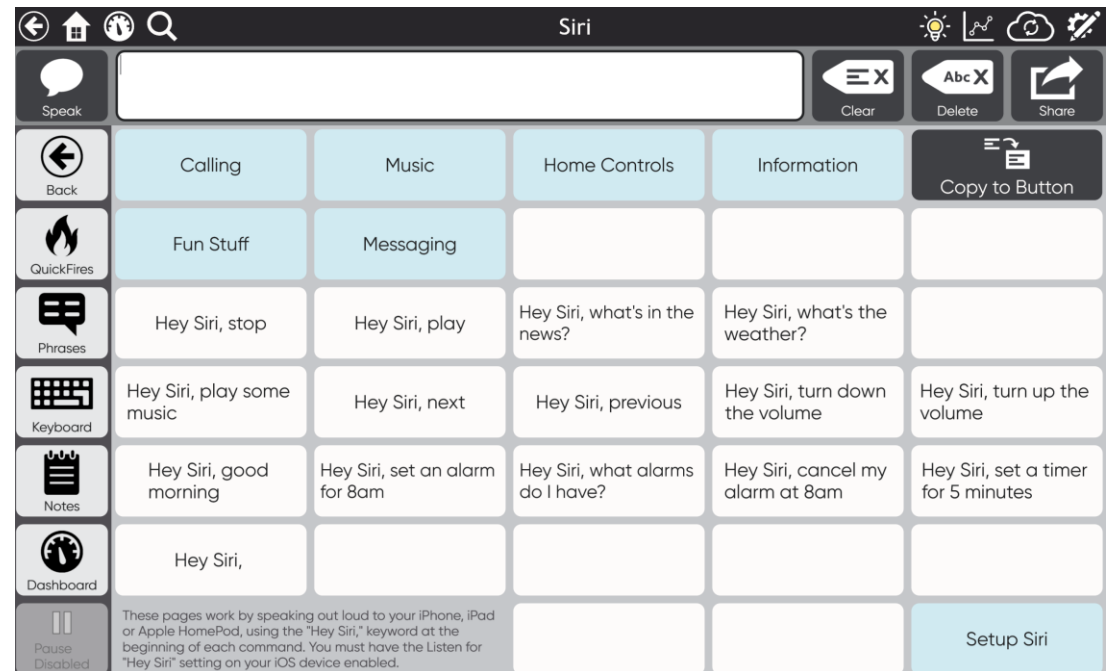 Siri
Speak
Clear
Abc X
Delete
Share
Back
Calling
Music
Home Controls
Information
Copy to Button
QuickFires
Fun Stuff
Messaging
Phrases
Hey Siri, stop
Hey Siri, play
Hey Siri, what's in the
news?
Hey Siri, what's the
weather?
Keyboard
Hey Siri, play some
music
Hey Siri, next
Hey Siri, previous
Hey Siri, turn down
the volume
Hey Siri, turn up the
volume
Notes
Hey Siri, good
morning
Hey Siri, set an alarm
for 8am
Hey Siri, what alarms
do I have?
Hey Siri, cancel my
alarm at 8am
Hey Siri, set a timer
for 5 minutes
Dashboard
Hey Siri,
Pause
Disabled
These pages work by speaking out loud to your iPhone, iPad
or Apple HomePod, using the "Hey Siri," keyword at the
beginning of each command. You must have the Listen for
"Hey Siri" setting on your iOS device enabled.
Setup Siri